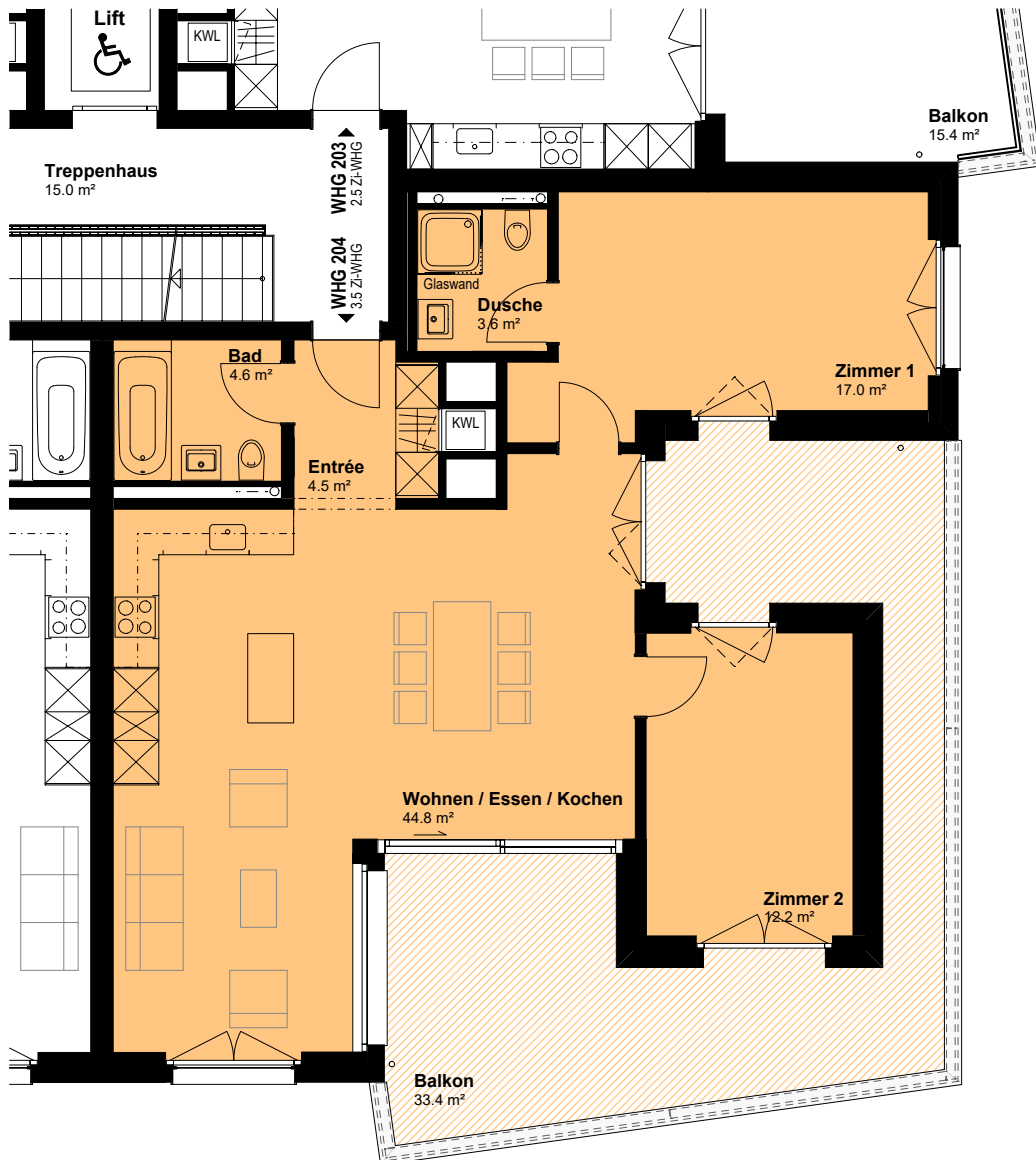 Lift
KWL
Balkon
15.4 m²
Treppenhaus
15.0 m²
WHG 203
2.5 Zi-WHG
WHG 204
3.5 Zi-WHG
Glaswand
Dusche
3.6 m²
Bad
4.6 m²
Zimmer 1
17.0 m²
KWL
Entrée
4.5 m²
Wohnen / Essen / Kochen
44.8 m²
Zimmer 2
12.2 m²
Balkon
33.4 m²